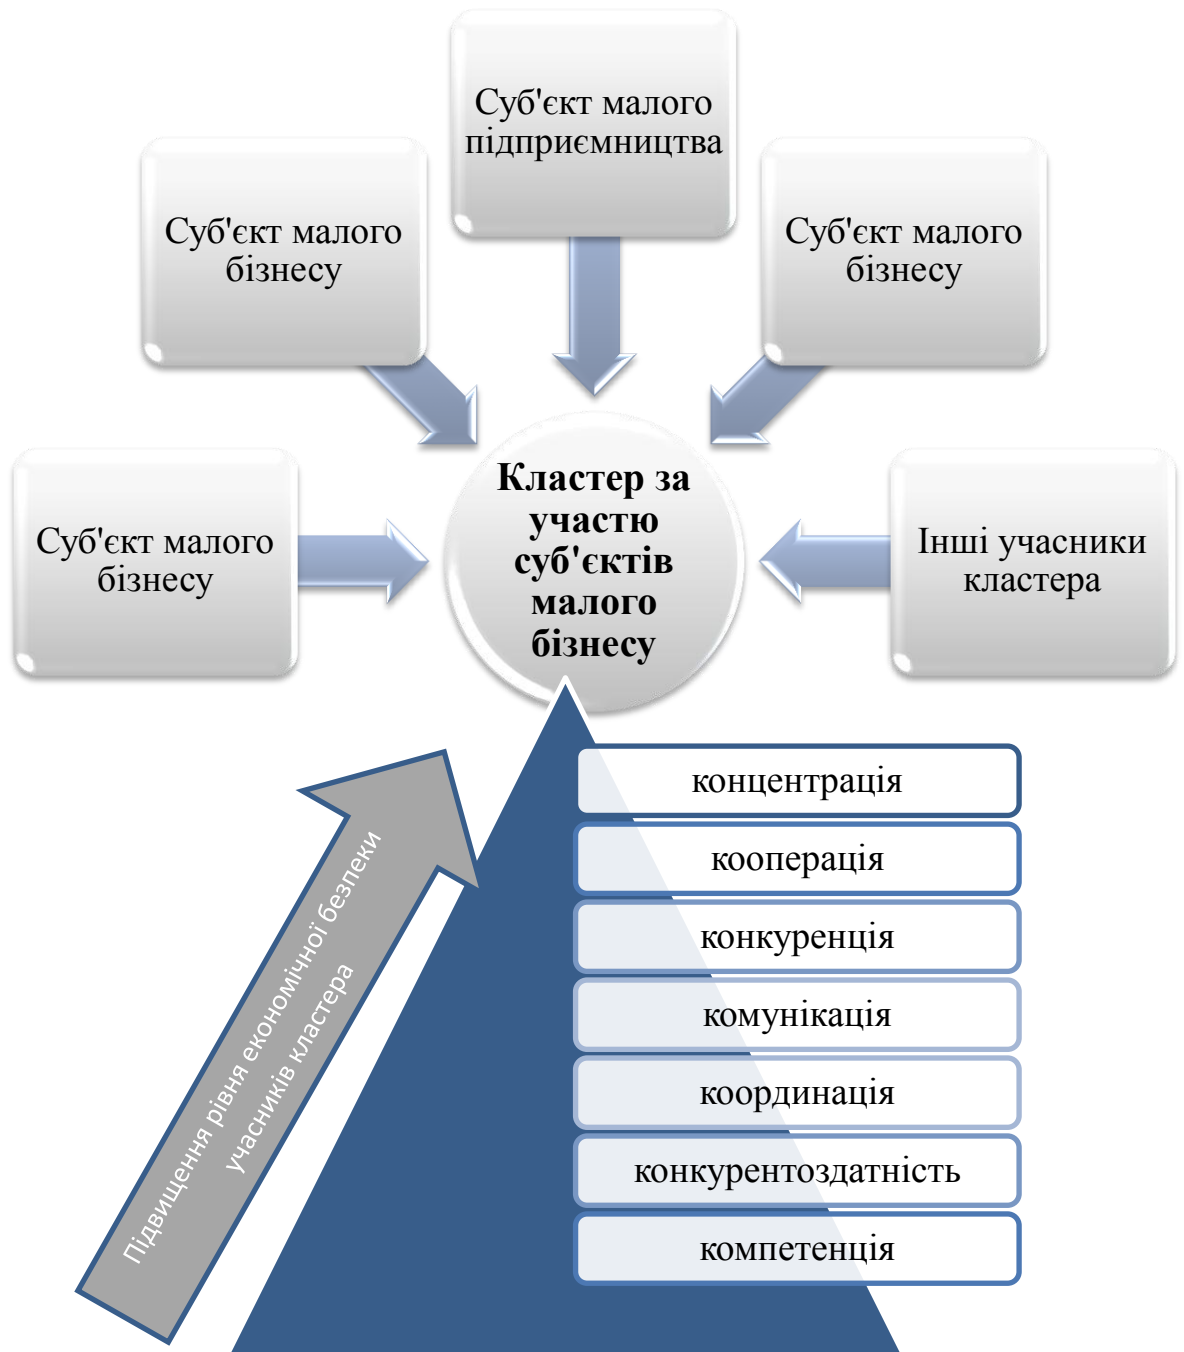 Суб'єкт малого
підприємництва
Суб'єкт малого
бізнесу
Суб'єкт малого
бізнесу
Суб'єкт малого
бізнесу
Кластер за
участю
суб'єктів
малого
бізнесу
Інші учасники
кластера
концентрація
кооперація
конкуренція
комунікація
координація
конкурентоздатність
компетенція
Підвищення рівня економічної безпеки
учасників кластера